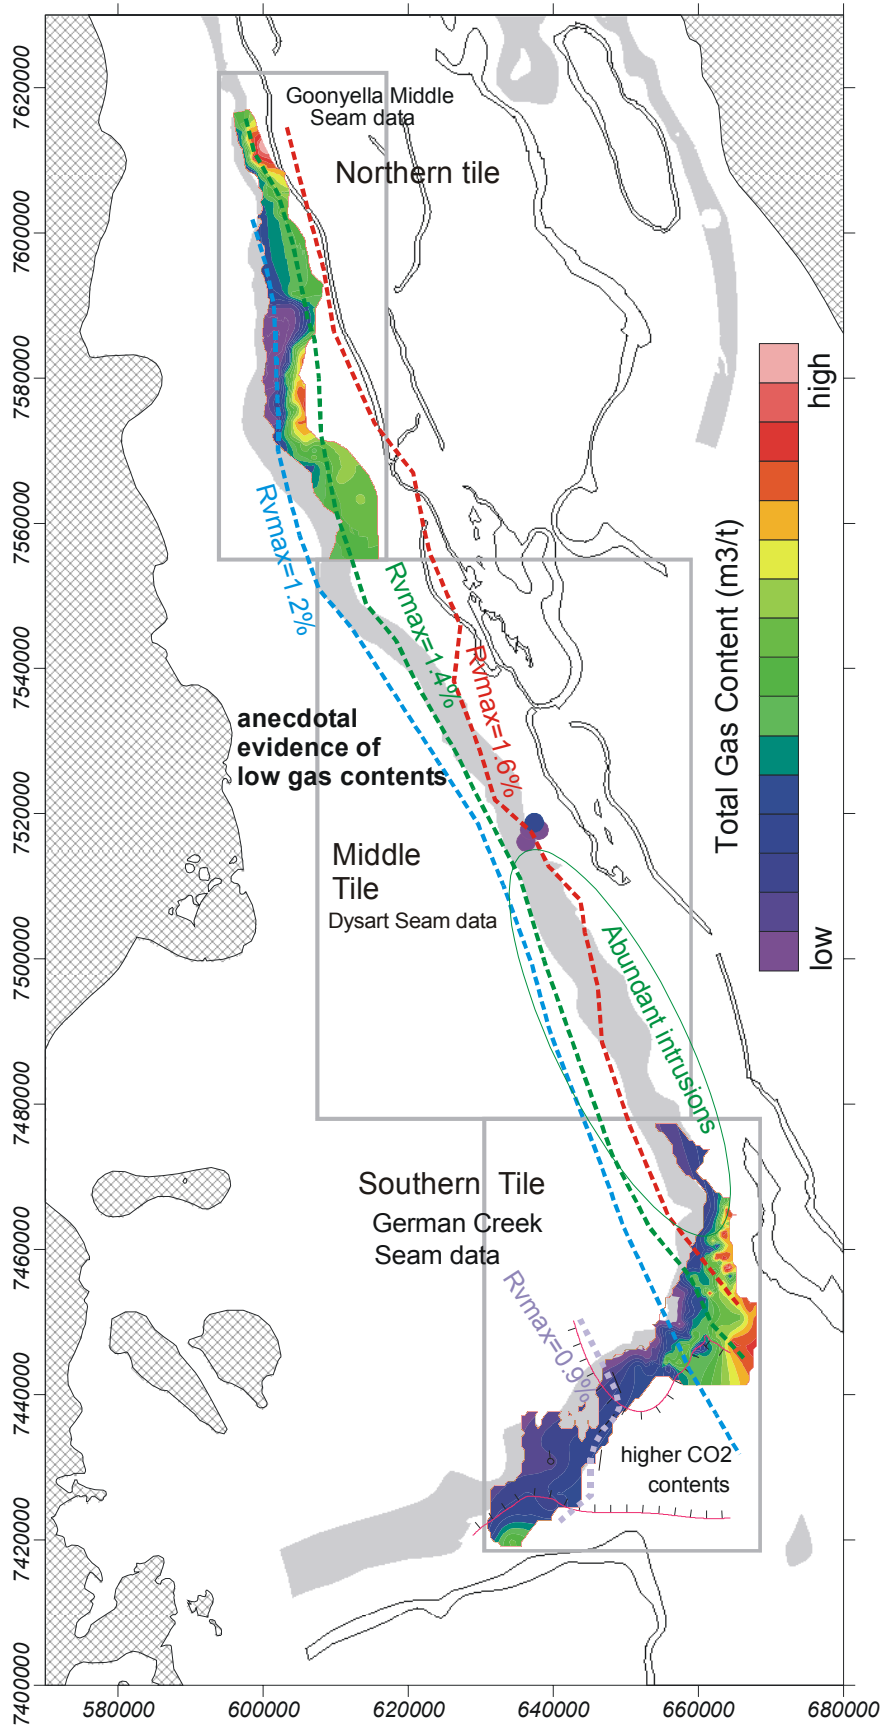 Goonyella Middle
Seam data
Northern tile
high
Total Gas Content (m3/t)
low
Rvmax=1.2%
Rvmax=1.4%
Rvmax=1.6%
anecdotal
evidence of
low gas contents
Middle
Tile
Dysart Seam data
Abundant intrusions
Southern Tile
German Creek
Seam data
Rvmax=0.9%
higher CO2
contents
7620000
7600000
7580000
7560000
7540000
7520000
7500000
7480000
7460000
7440000
7420000
7400000
580000
600000
620000
640000
660000
680000